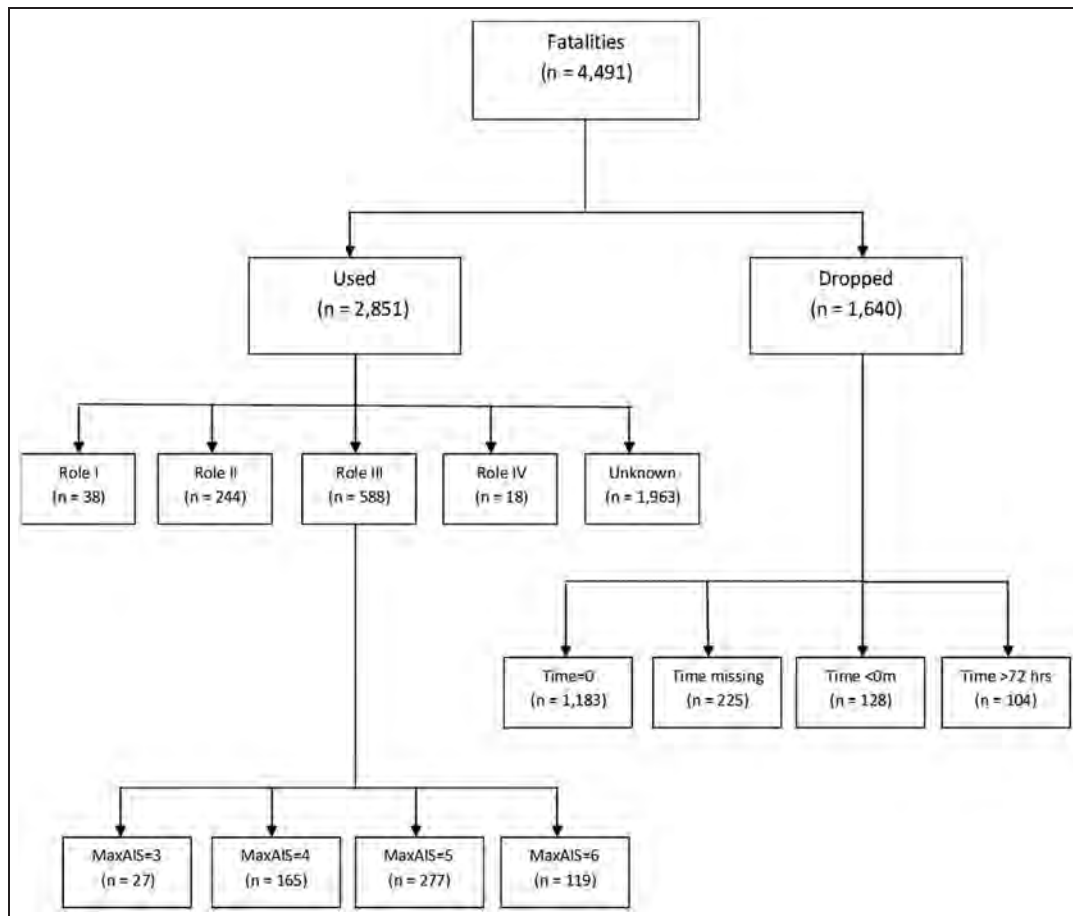 Fatalities
(n = 4,491)
Used
(n = 2,851)
Dropped
(n = 1,640)
Role I
(n = 38)
Role II
(n = 244)
Role III
(n = 588)
Role IV
(n = 18)
Unknown
(n = 1,963)
Time=0
(n = 1,183)
Time missing
(n = 225)
Time <0m
(n = 128)
Time >72 hrs
(n = 104)
MaxAIS=3
(n = 27)
MaxAIS=4
(n = 165)
MaxAIS=5
(n = 277)
MaxAIS=6
(n = 119)